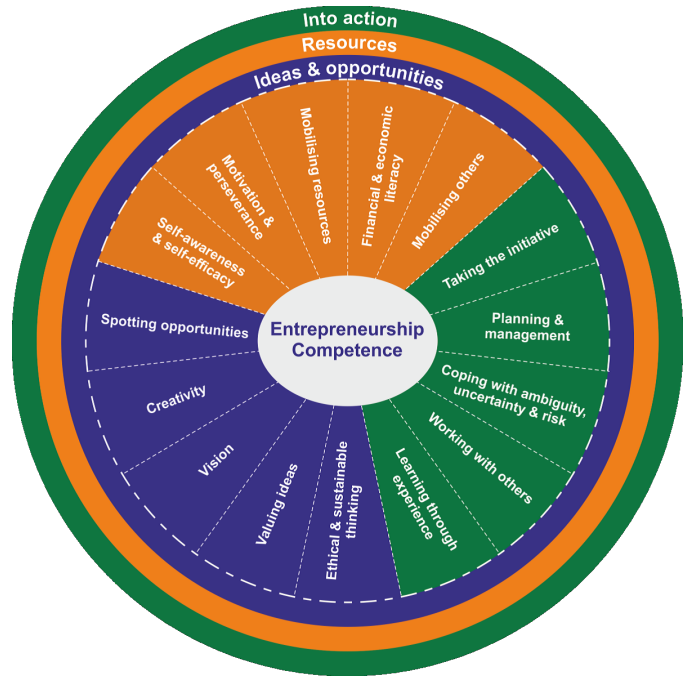 Into action
Resources
Ideas & opportunities
Self-awareness
& self-efficacy
Motivation &
perseverance
Mobilising resources
Financial & economic
literacy
Mobilising others
Taking the initiative
Planning &
management
Coping with ambiguity,
uncertainty & risk
Working with others
Learning through
experience
Ethical & sustainable
thinking
Valuing ideas
Vision
Creativity
Spotting opportunities
Entrepreneurship
Competence